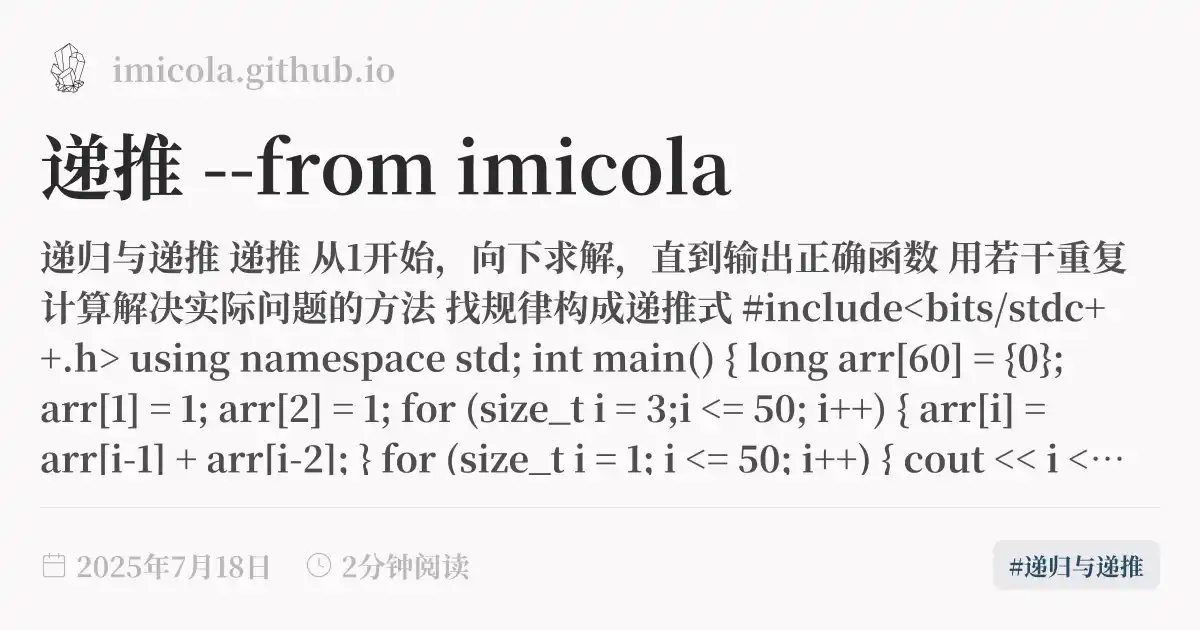 imicola.github.io
递推 --from imicola
递归与递推 递推 从1开始，向下求解，直到输出正确函数 用若干重复
计算解决实际问题的方法 找规律构成递推式 #include<bits/stdc+
+.h> using namespace std; int main() { long arr[60] = {0};
arr[1] = 1; arr[2] = 1; for (size_t i = 3;i <= 50; i++) { arr[i] =
arr[i-1] + arr[i-2]; } for (size_t i = 1; i <= 50; i++) { cout << i <…
2025年7月18日 2分钟阅读 #递归与递推